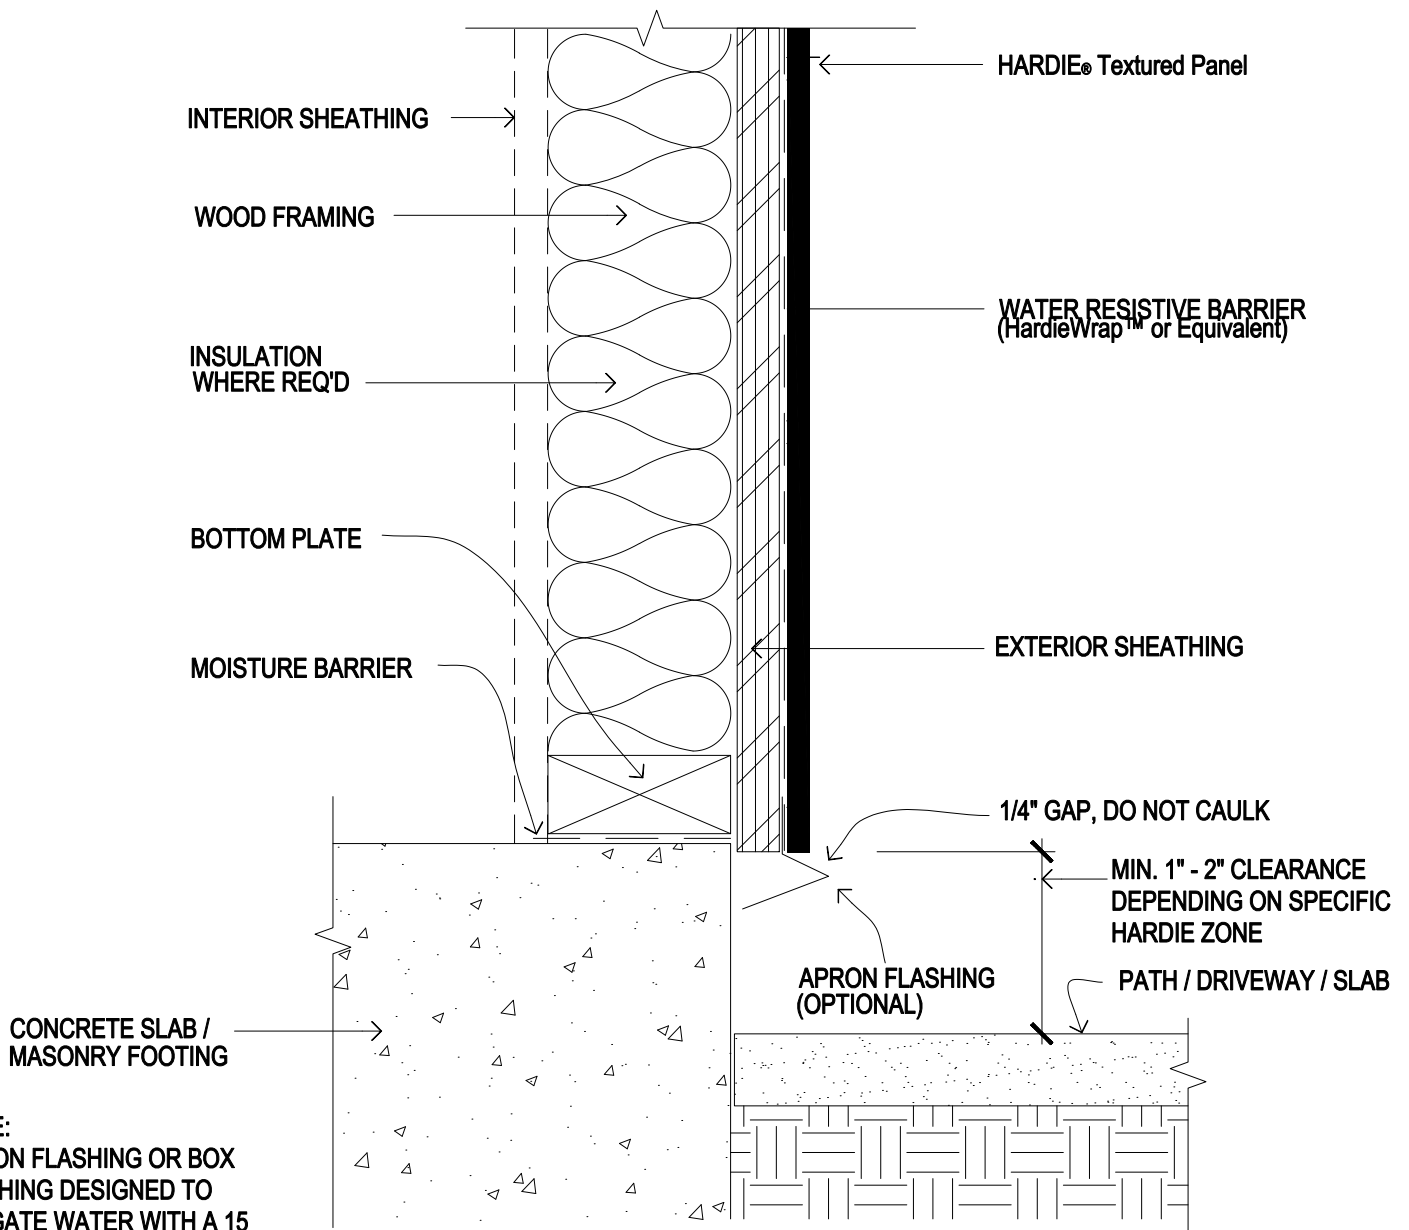 HARDIE® Textured Panel
INTERIOR SHEATHING
WOOD FRAMING
WATER RESISTIVE BARRIER
(HardieWrap™ or Equivalent)
INSULATION
WHERE REQ'D
BOTTOM PLATE
EXTERIOR SHEATHING
MOISTURE BARRIER
1/4" GAP, DO NOT CAULK
MIN. 1" - 2" CLEARANCE
DEPENDING ON SPECIFIC
HARDIE ZONE
APRON FLASHING
(OPTIONAL)
PATH / DRIVEWAY / SLAB
CONCRETE SLAB /
MASONRY FOOTING
E:
ON FLASHING OR BOX
HING DESIGNED TO
GATE WATER WITH A 15